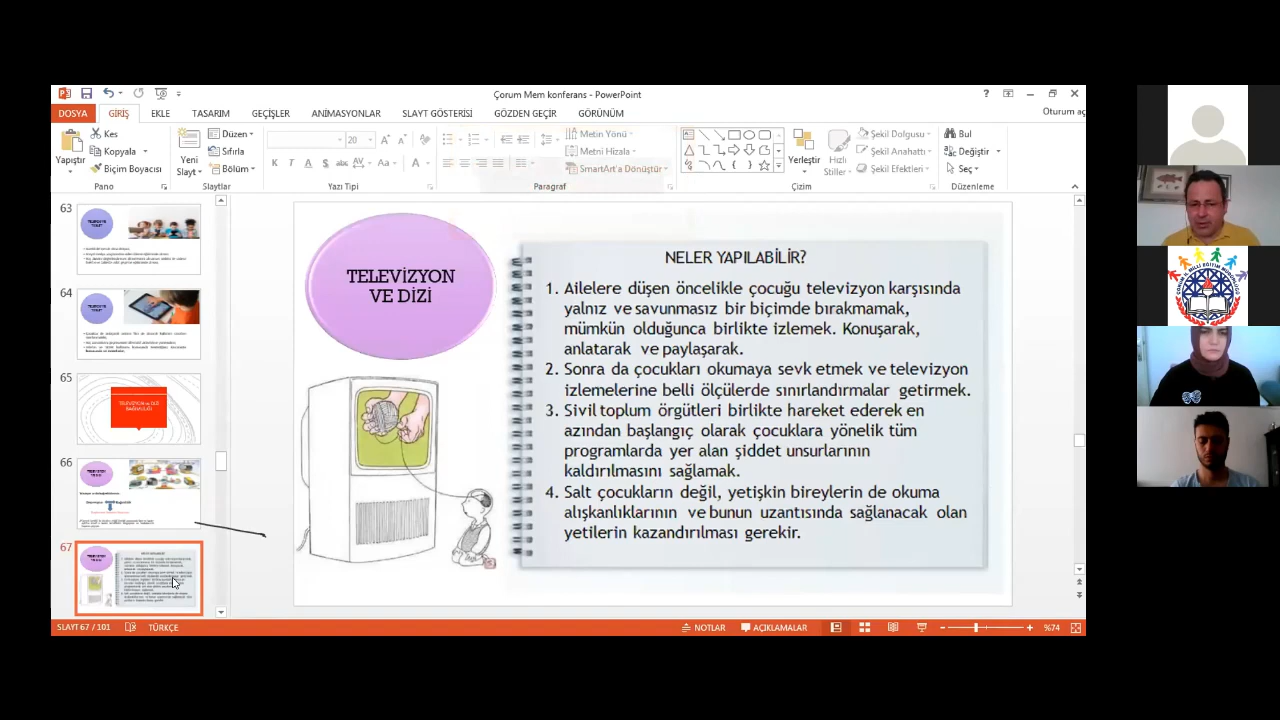 Çorum Mem konferans - PowerPoint
DOSYA GİRİŞ EKLE TASARIM GEÇİŞLER ANİMASYONLAR SLAYT GÖSTERİSİ GÖZDEN GEÇİR GÖRÜNÜM
Oturum aç
Yapıştır
Kes
Kopyala
Biçim Boyacısı
Pano
Yeni
Slayt
Düzen
Sıfırla
Bölüm
Slaytlar
20
Yazı Tipi
Metin Yönü
Metni Hizala
SmartArt'a Dönüştür
Paragraf
Yerleştir
Hızlı
Stiller
Şekil Dolgusu
Şekil Anahattı
Şekil Efektleri
Çizim
Bul
Değiştir
Seç
Düzenleme
63
64
65
66
67
TELEVİZYON
VE DİZİ
NELER YAPILABİLİR?
1. Ailelere düşen öncelikle çocuğu televizyon karşısında
yalnız ve savunmasız bir biçimde bırakmamak,
mümkün olduğunca birlikte izlemek. Konuşarak,
anlatarak ve paylaşarak.
2. Sonra da çocukları okumaya sevk etmek ve televizyon
izlemelerine belli ölçülerde sınırlandırmalar getirmek.
3. Sivil toplum örgütleri birlikte hareket ederek en
azından başlangıç olarak çocuklara yönelik tüm
programlarda yer alan şiddet unsurlarının
kaldırılmasını sağlamak.
4. Salt çocukların değil, yetişkin bireylerin de okuma
alışkanlıklarının ve bunun uzantısında sağlanacak olan
yetilerin kazandırılması gerekir.
SLAYT 67 / 101
TÜRKÇE
NOTLAR
AÇIKLAMALAR
%74